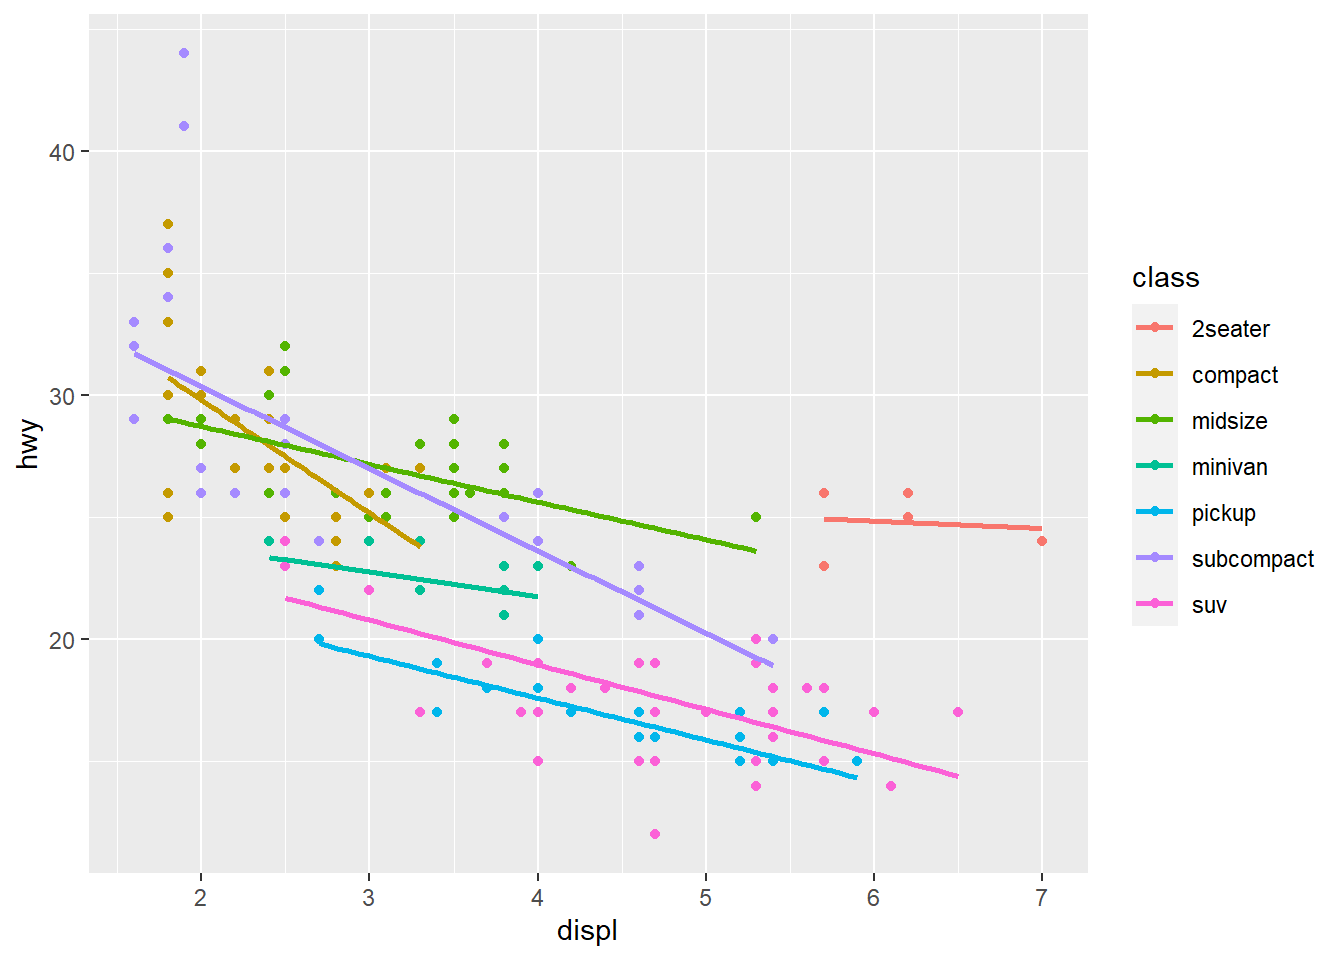 40
30
20
hwy
2
3
4
5
6
7
displ
class
2seater
compact
midsize
minivan
pickup
subcompact
suv